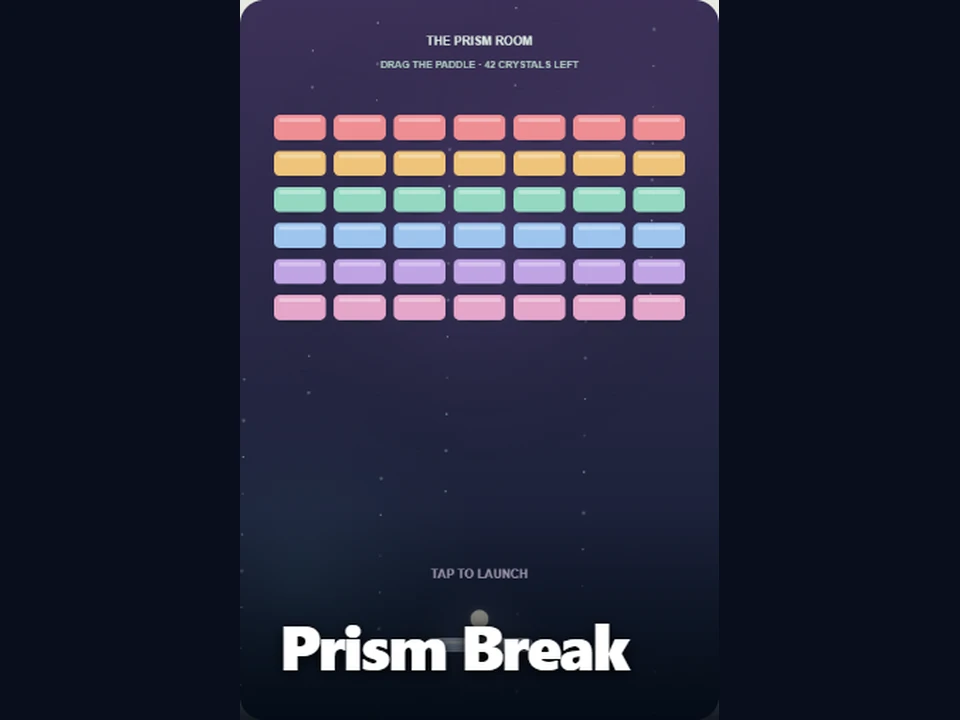 THE PRISM ROOM
DRAG THE PADDLE - 42 CRYSTALS LEFT
TAP TO LAUNCH
Prism Break